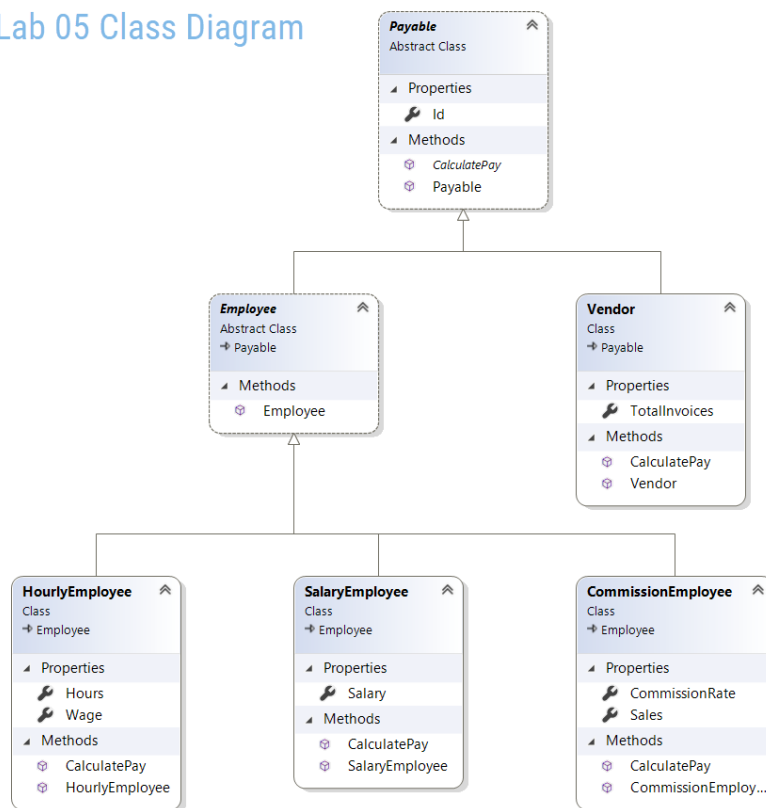 Lab 05 Class Diagram
Payable
Abstract Class
Properties
Id
Methods
CalculatePay
Payable
Employee
Abstract Class
Payable
Methods
Employee
Vendor
Class
Payable
Properties
TotalInvoices
Methods
CalculatePay
Vendor
HourlyEmployee
Class
Employee
Properties
Hours
Wage
Methods
CalculatePay
HourlyEmployee
SalaryEmployee
Class
Employee
Properties
Salary
Methods
CalculatePay
SalaryEmployee
CommissionEmployee
Class
Employee
Properties
CommissionRate
Sales
Methods
CalculatePay
CommissionEmploy...